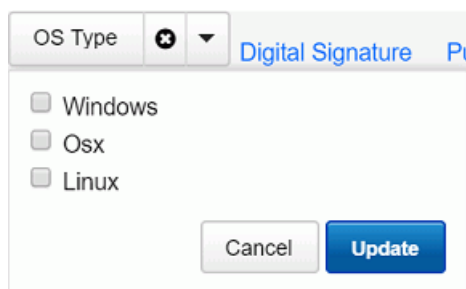 OS Type Digital Signature
Windows
Osx
Linux
Cancel Update